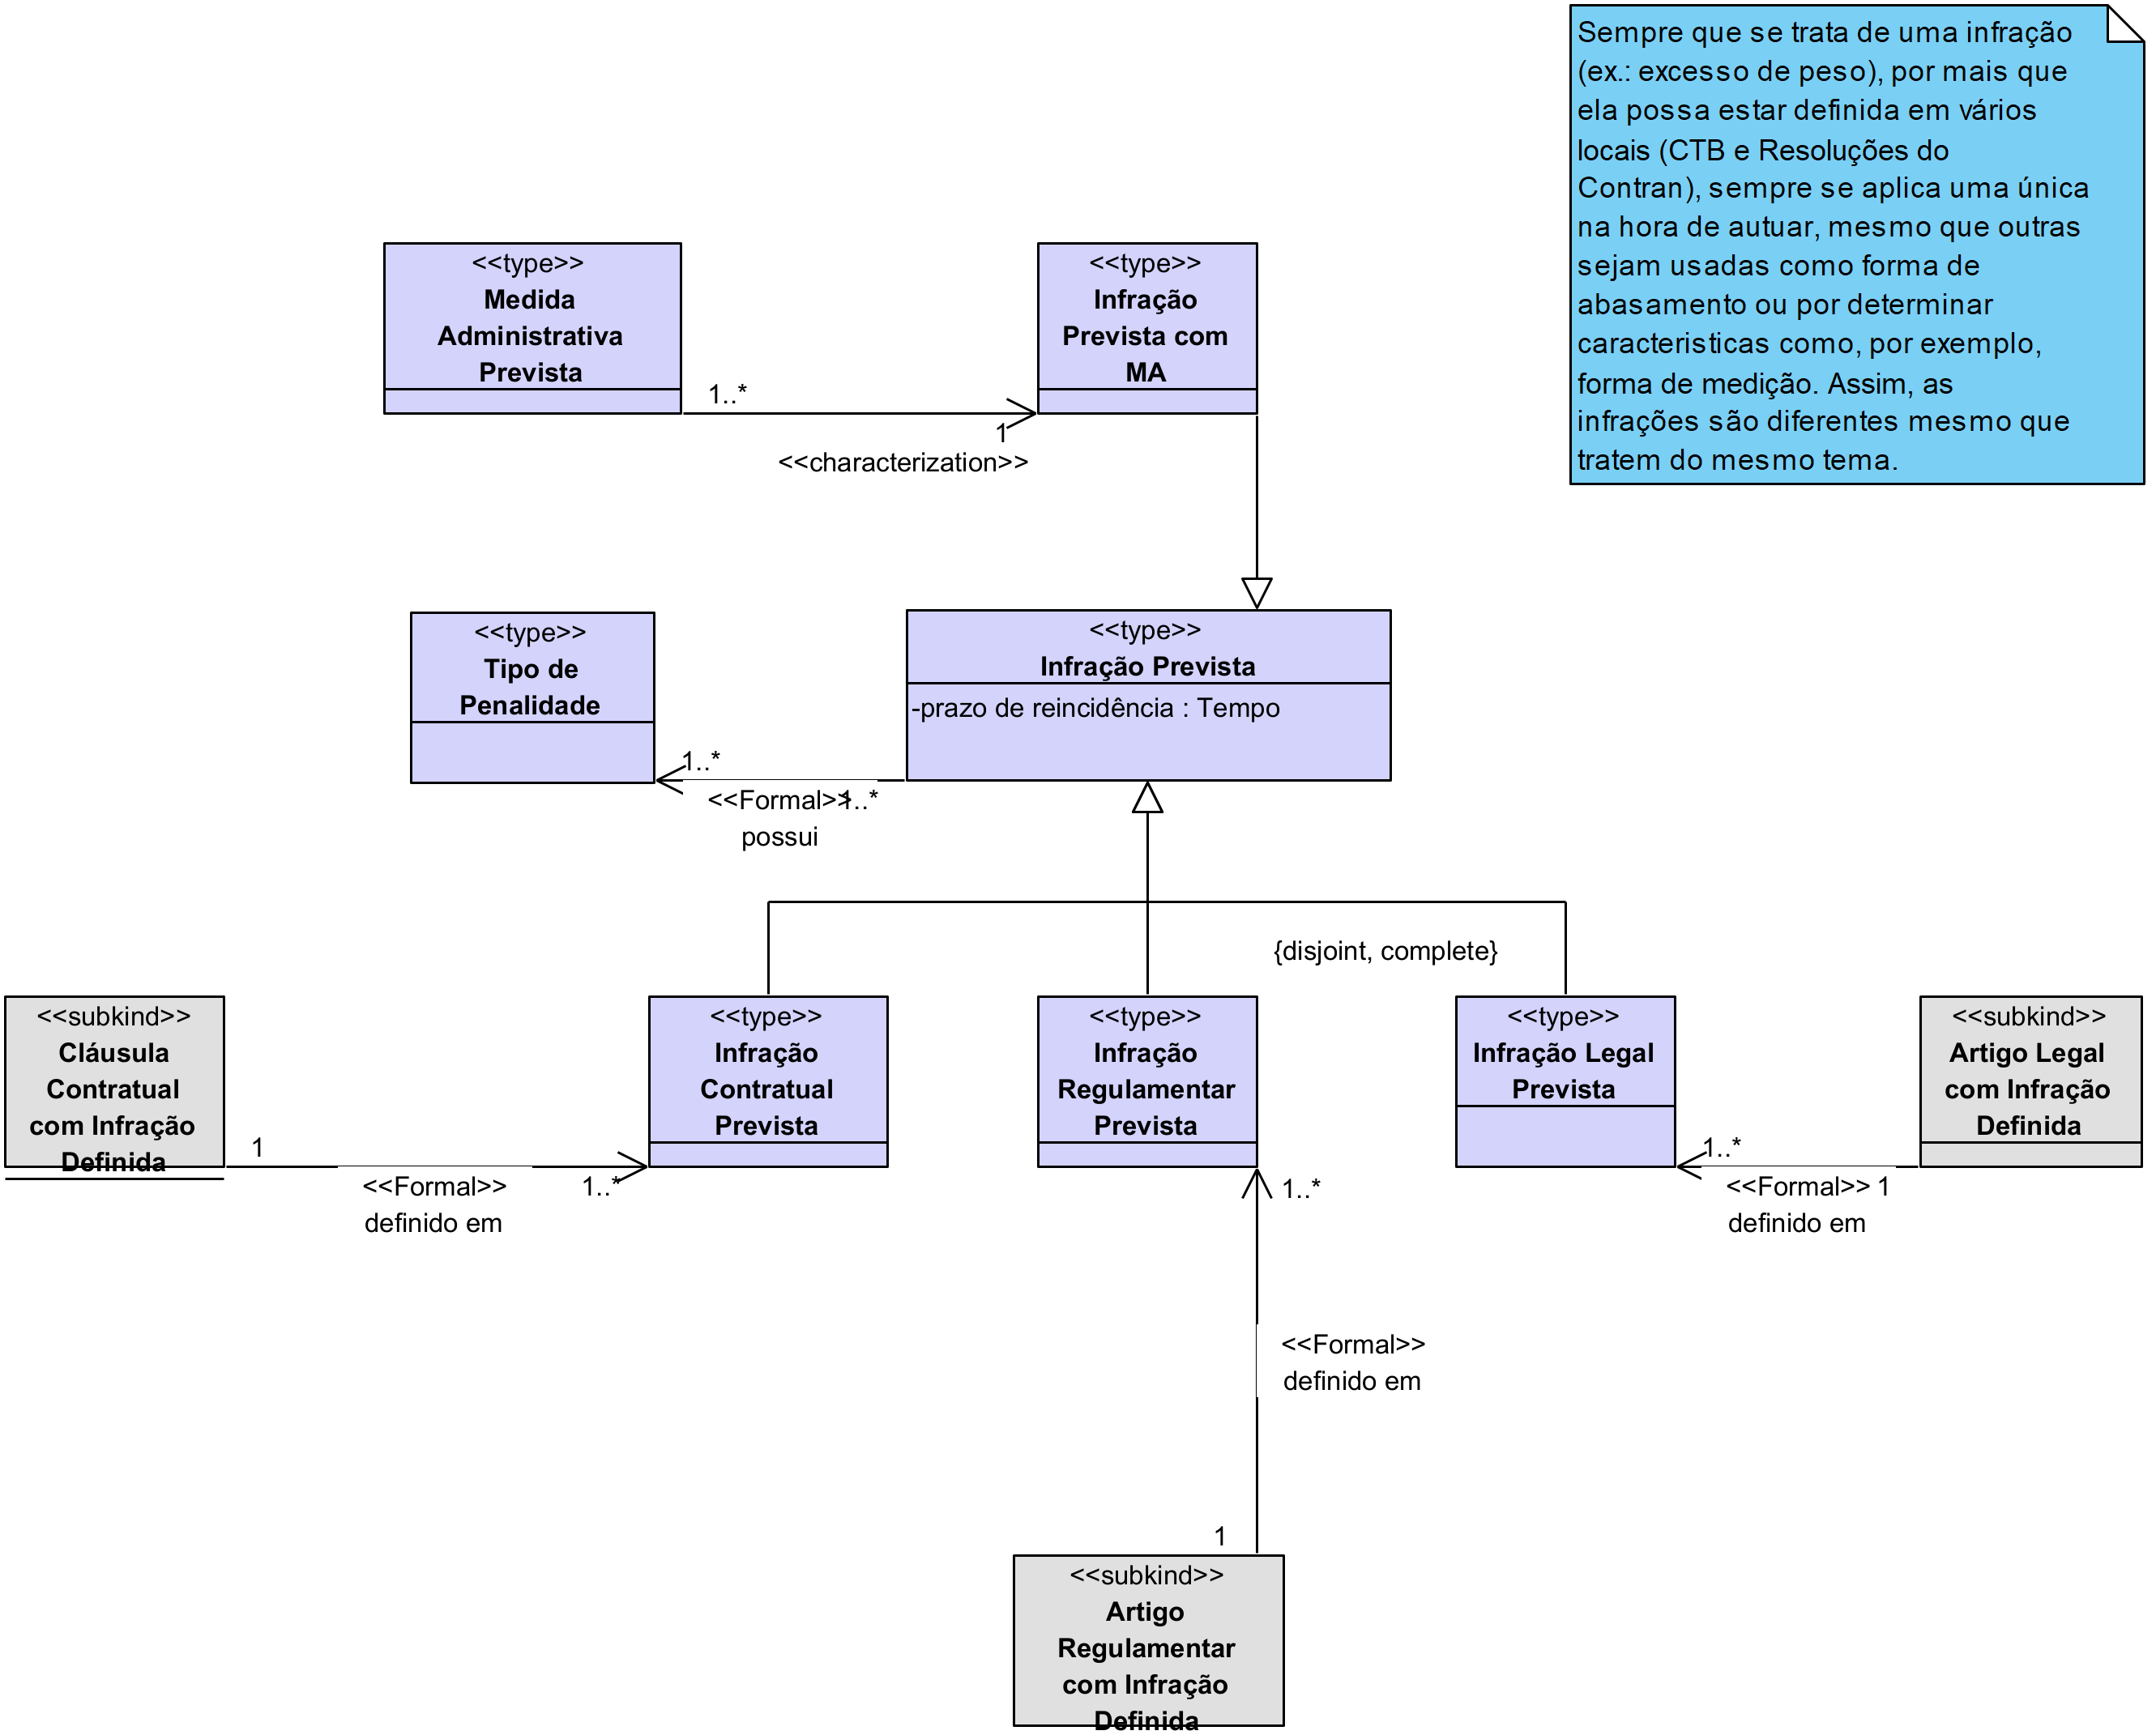 Sempre que se trata de uma infração
(ex.: excesso de peso), por mais que
ela possa estar definida em vários
locais (CTB e Resoluções do
Contran), sempre se aplica uma única
na hora de autuar, mesmo que outras
sejam usadas como forma de
abasamento ou por determinar
caracteristicas como, por exemplo,
forma de medição. Assim, as
infrações são diferentes mesmo que
tratem do mesmo tema.
<<type>>
Medida
Administrativa
Prevista
<<type>>
Infração
Prevista com
MA
1..*
1
<<characterization>>
<<type>>
Tipo de
Penalidade
<<type>>
Infração Prevista
-prazo de reincidência : Tempo
1..*
<<Formal>>
1..*
possui
{disjoint, complete}
<<subkind>>
Cláusula
Contratual
com Infração
Definida
<<type>>
Infração
Contratual
Prevista
<<type>>
Infração
Regulamentar
Prevista
<<type>>
Infração Legal
Prevista
<<subkind>>
Artigo Legal
com Infração
Definida
1
<<Formal>>
definido em
1..*
1..*
1..*
<<Formal>>
1
definido em
<<Formal>>
definido em
1
<<subkind>>
Artigo
Regulamentar
com Infração
Definida